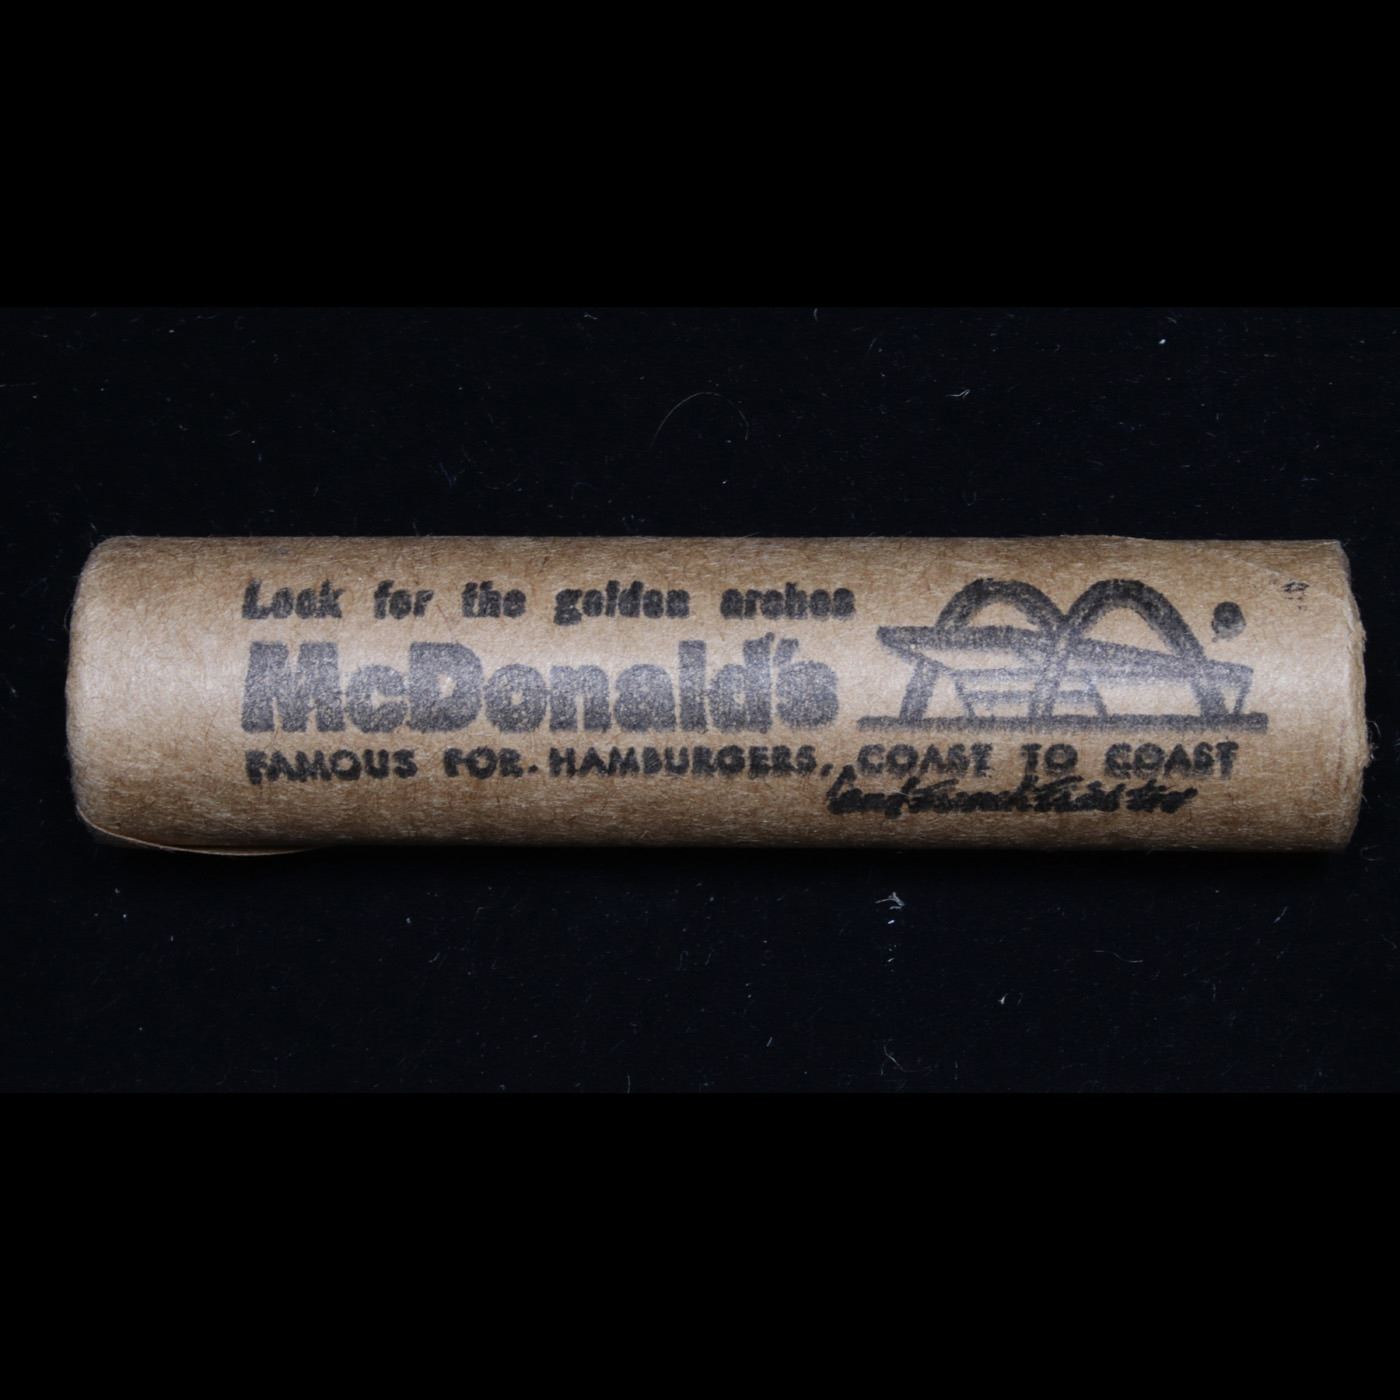 Look for the golden arches
McDonald's
FAMOUS FOR HAMBURGERS, COAST TO COAST